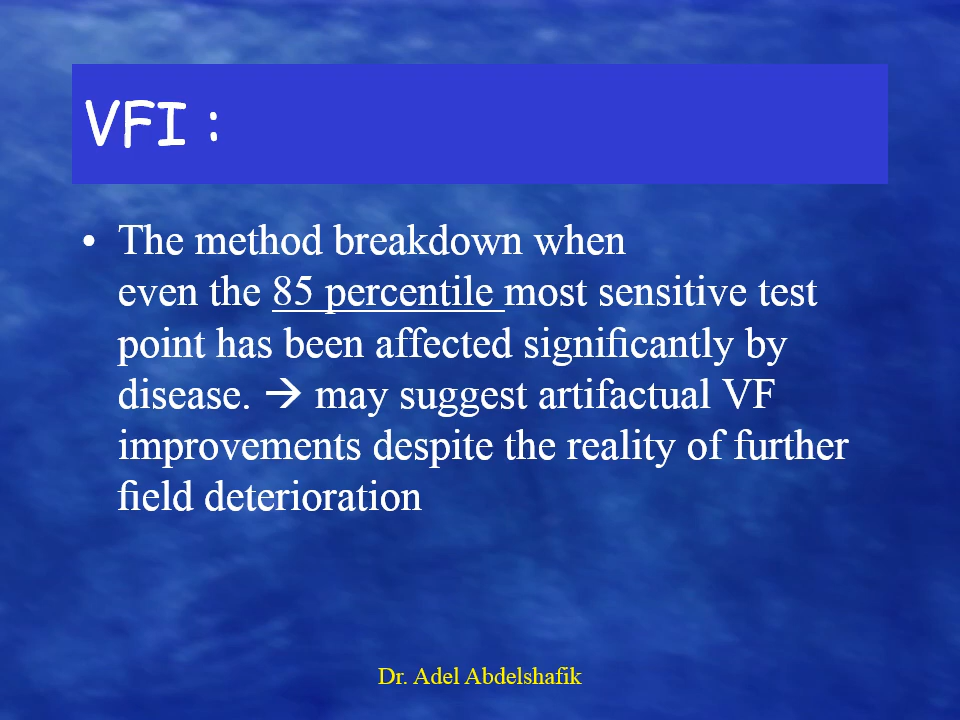 VFI :
• The method breakdown when
even the 85 percentile most sensitive test
point has been affected significantly by
disease. → may suggest artifactual VF
improvements despite the reality of further
field deterioration
Dr. Adel Abdelshafik